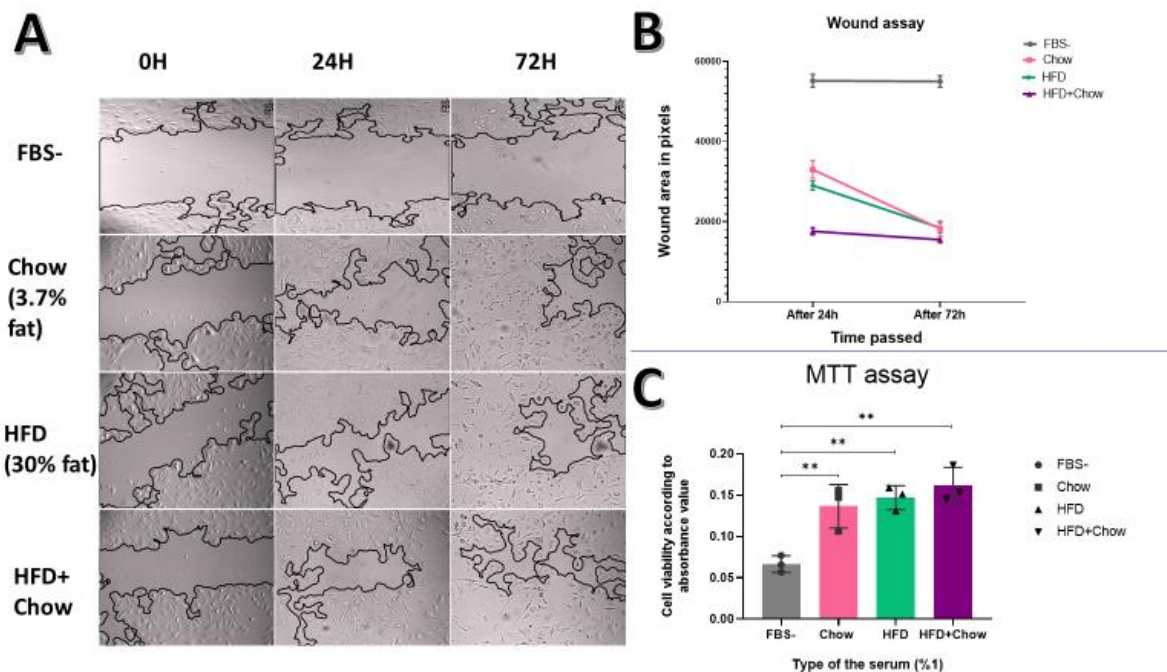 A
0H 24H 72H
FBS-
Chow
(3.7%
fat)
HFD
(30% fat)
HFD+
Chow
B
Wound assay
FBS-
Chow
HFD
HFD+Chow
Wound area in pixels
60000
40000
20000
0
After 24h After 72h
Time passed
C
MTT assay
**
**
**
Cell viability according to
absorbance value
0.20
0.15
0.10
0.05
0.00
FBS- Chow HFD HFD+Chow
Type of the serum (%1)
FBS-
Chow
HFD
HFD+Chow